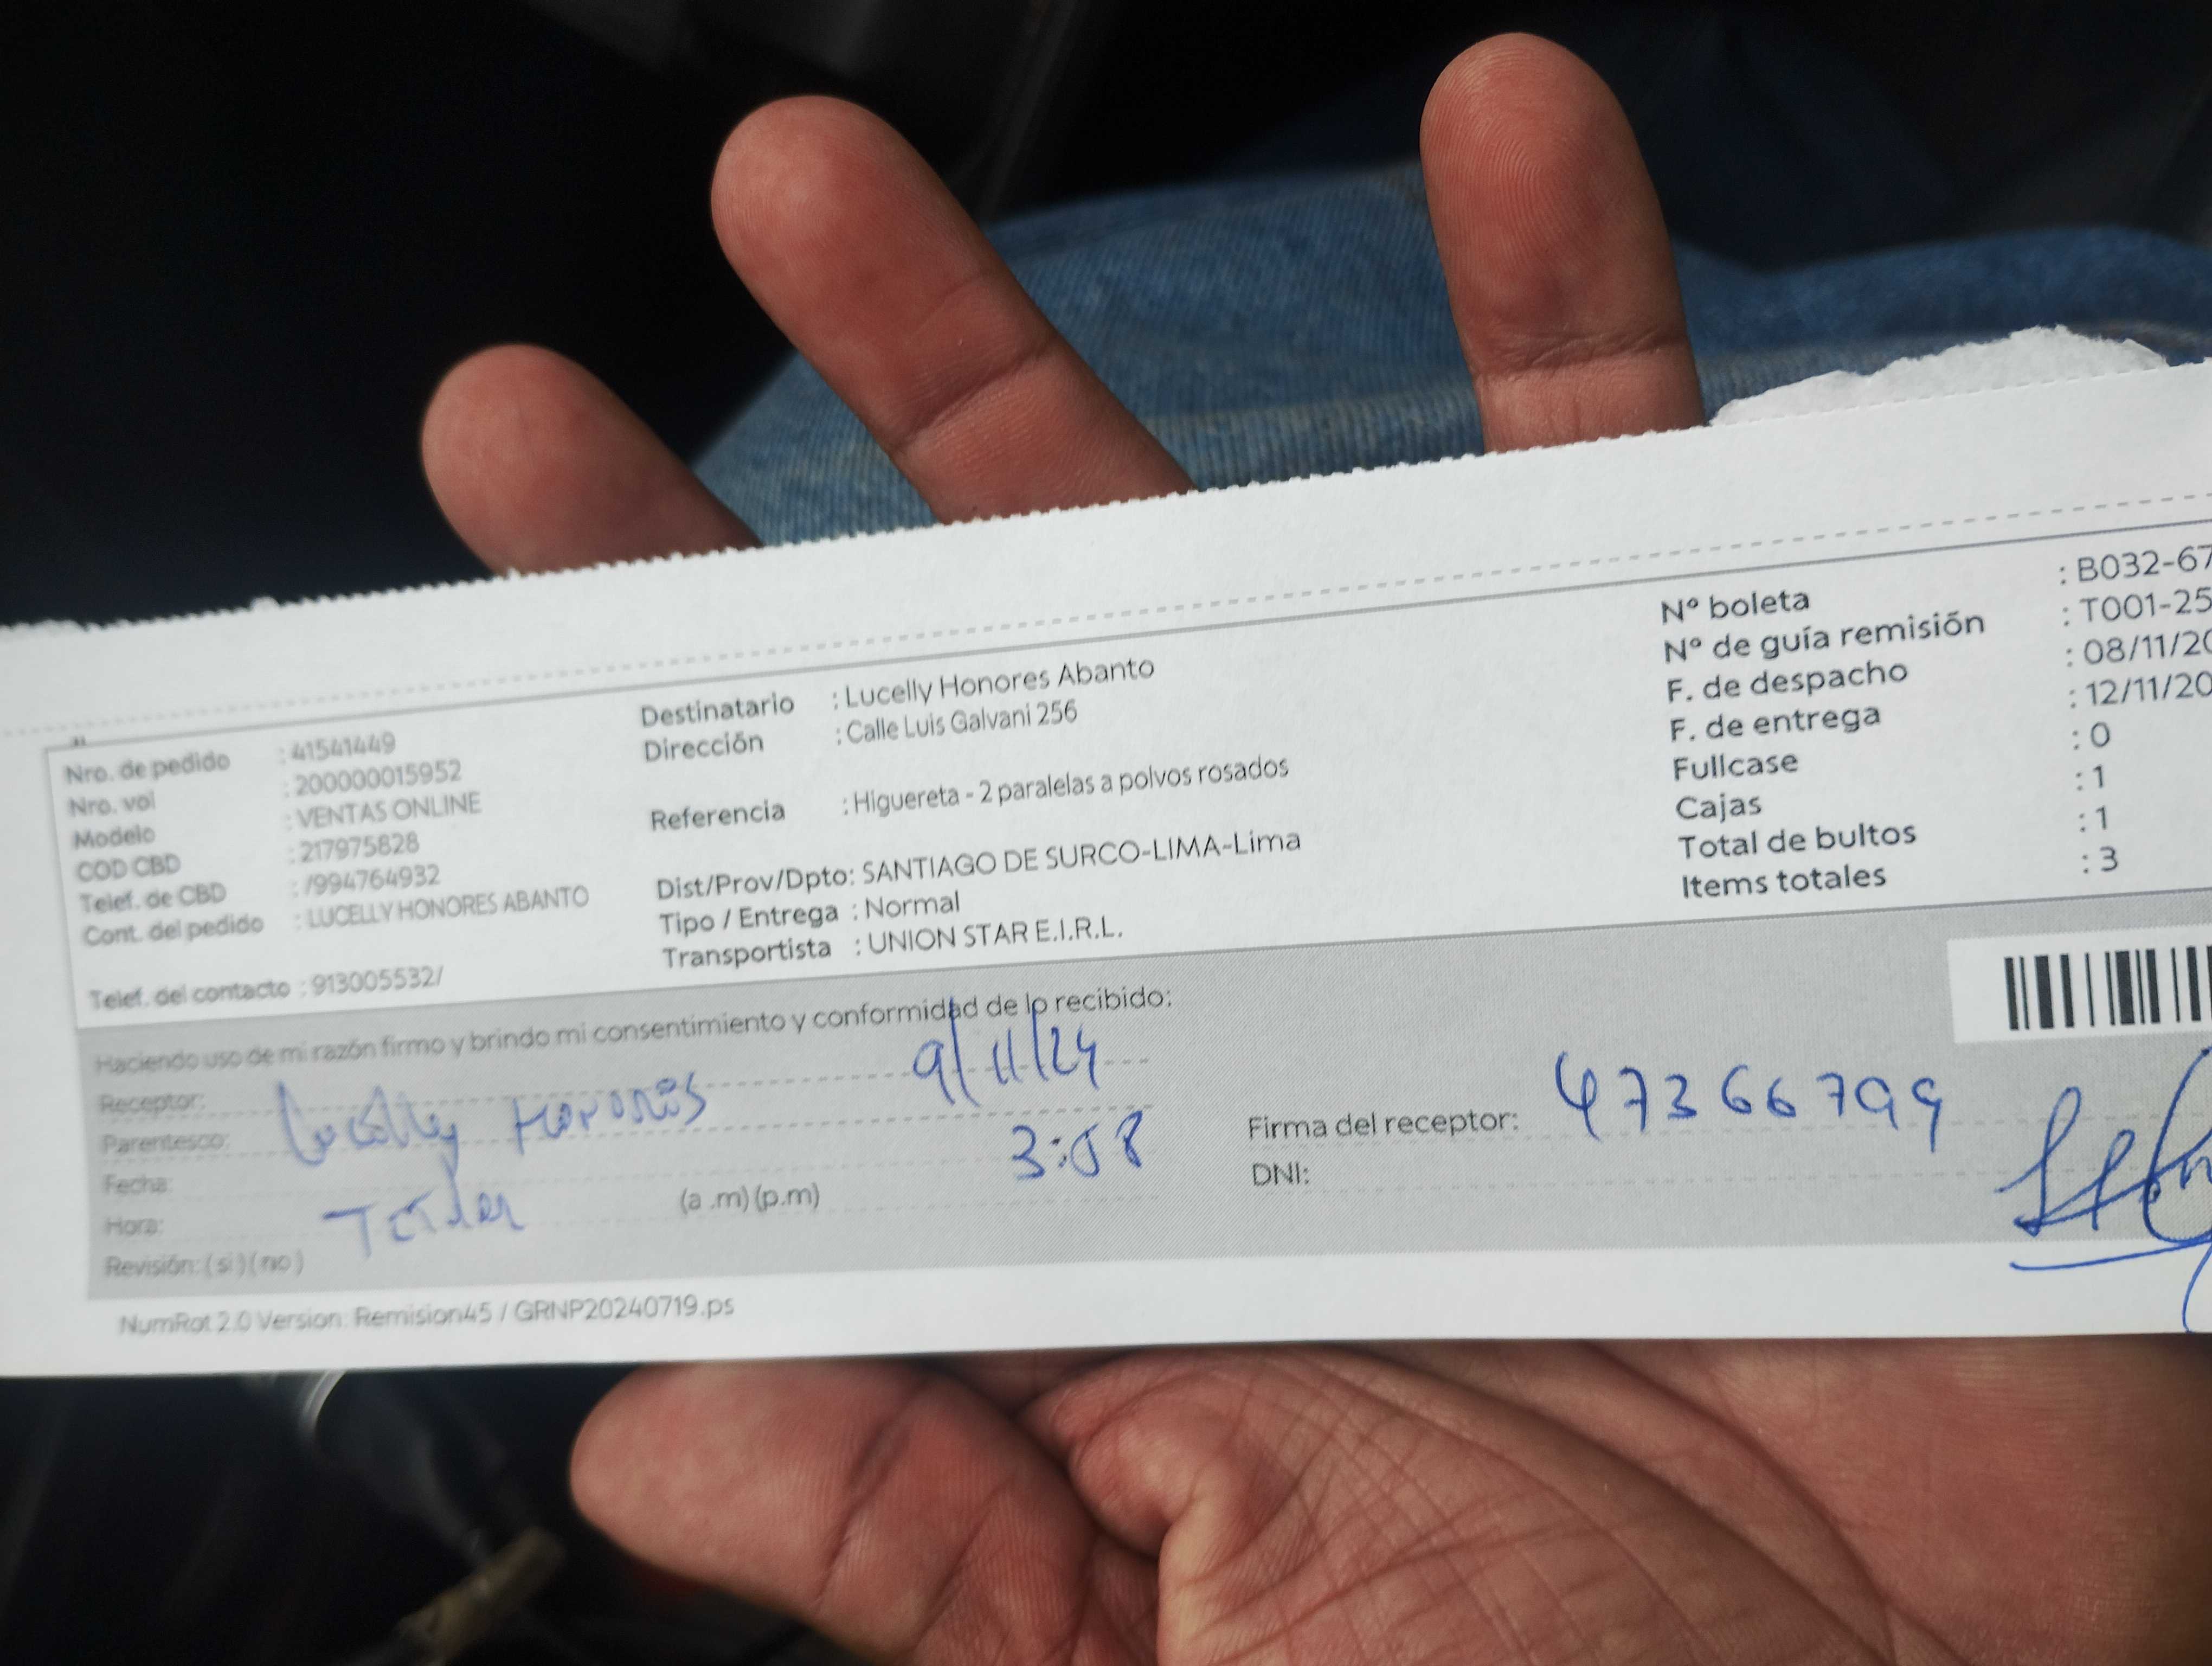 Nro. de pedido : 41541449
Nro. vol : 200000015952
Modelo : VENTAS ONLINE
COD CBD : 217975828
Telef. de CBD : /994764932
Cont. del pedido : LUCELLY HONORES ABANTO
Telef. del contacto : 913005532/
Destinatario : Lucelly Honores Abanto
Dirección : Calle Luis Galvani 256
Referencia : Higuereta - 2 paralelas a polvos rosados
Dist/Prov/Dpto: SANTIAGO DE SURCO-LIMA-Lima
Tipo / Entrega : Normal
Transportista : UNION STAR E.I.R.L.
N° boleta : B032-67
N° de guía remisión : T001-25
F. de despacho : 08/11/20
F. de entrega : 12/11/20
Fullcase : 0
Cajas : 1
Total de bultos : 1
Items totales : 3
Haciendo uso de mi razón firmo y brindo mi consentimiento y conformidad de lo recibido:
Receptor: Lucelly Honores 9/11/24
Parentesco:
Fecha: 3:08
Hora: (a .m) (p.m)
Revisión: ( si ) ( no )
Firma del receptor: 47366799
DNI:
NumRot 2.0 Version: Remision45 / GRNP20240719.ps